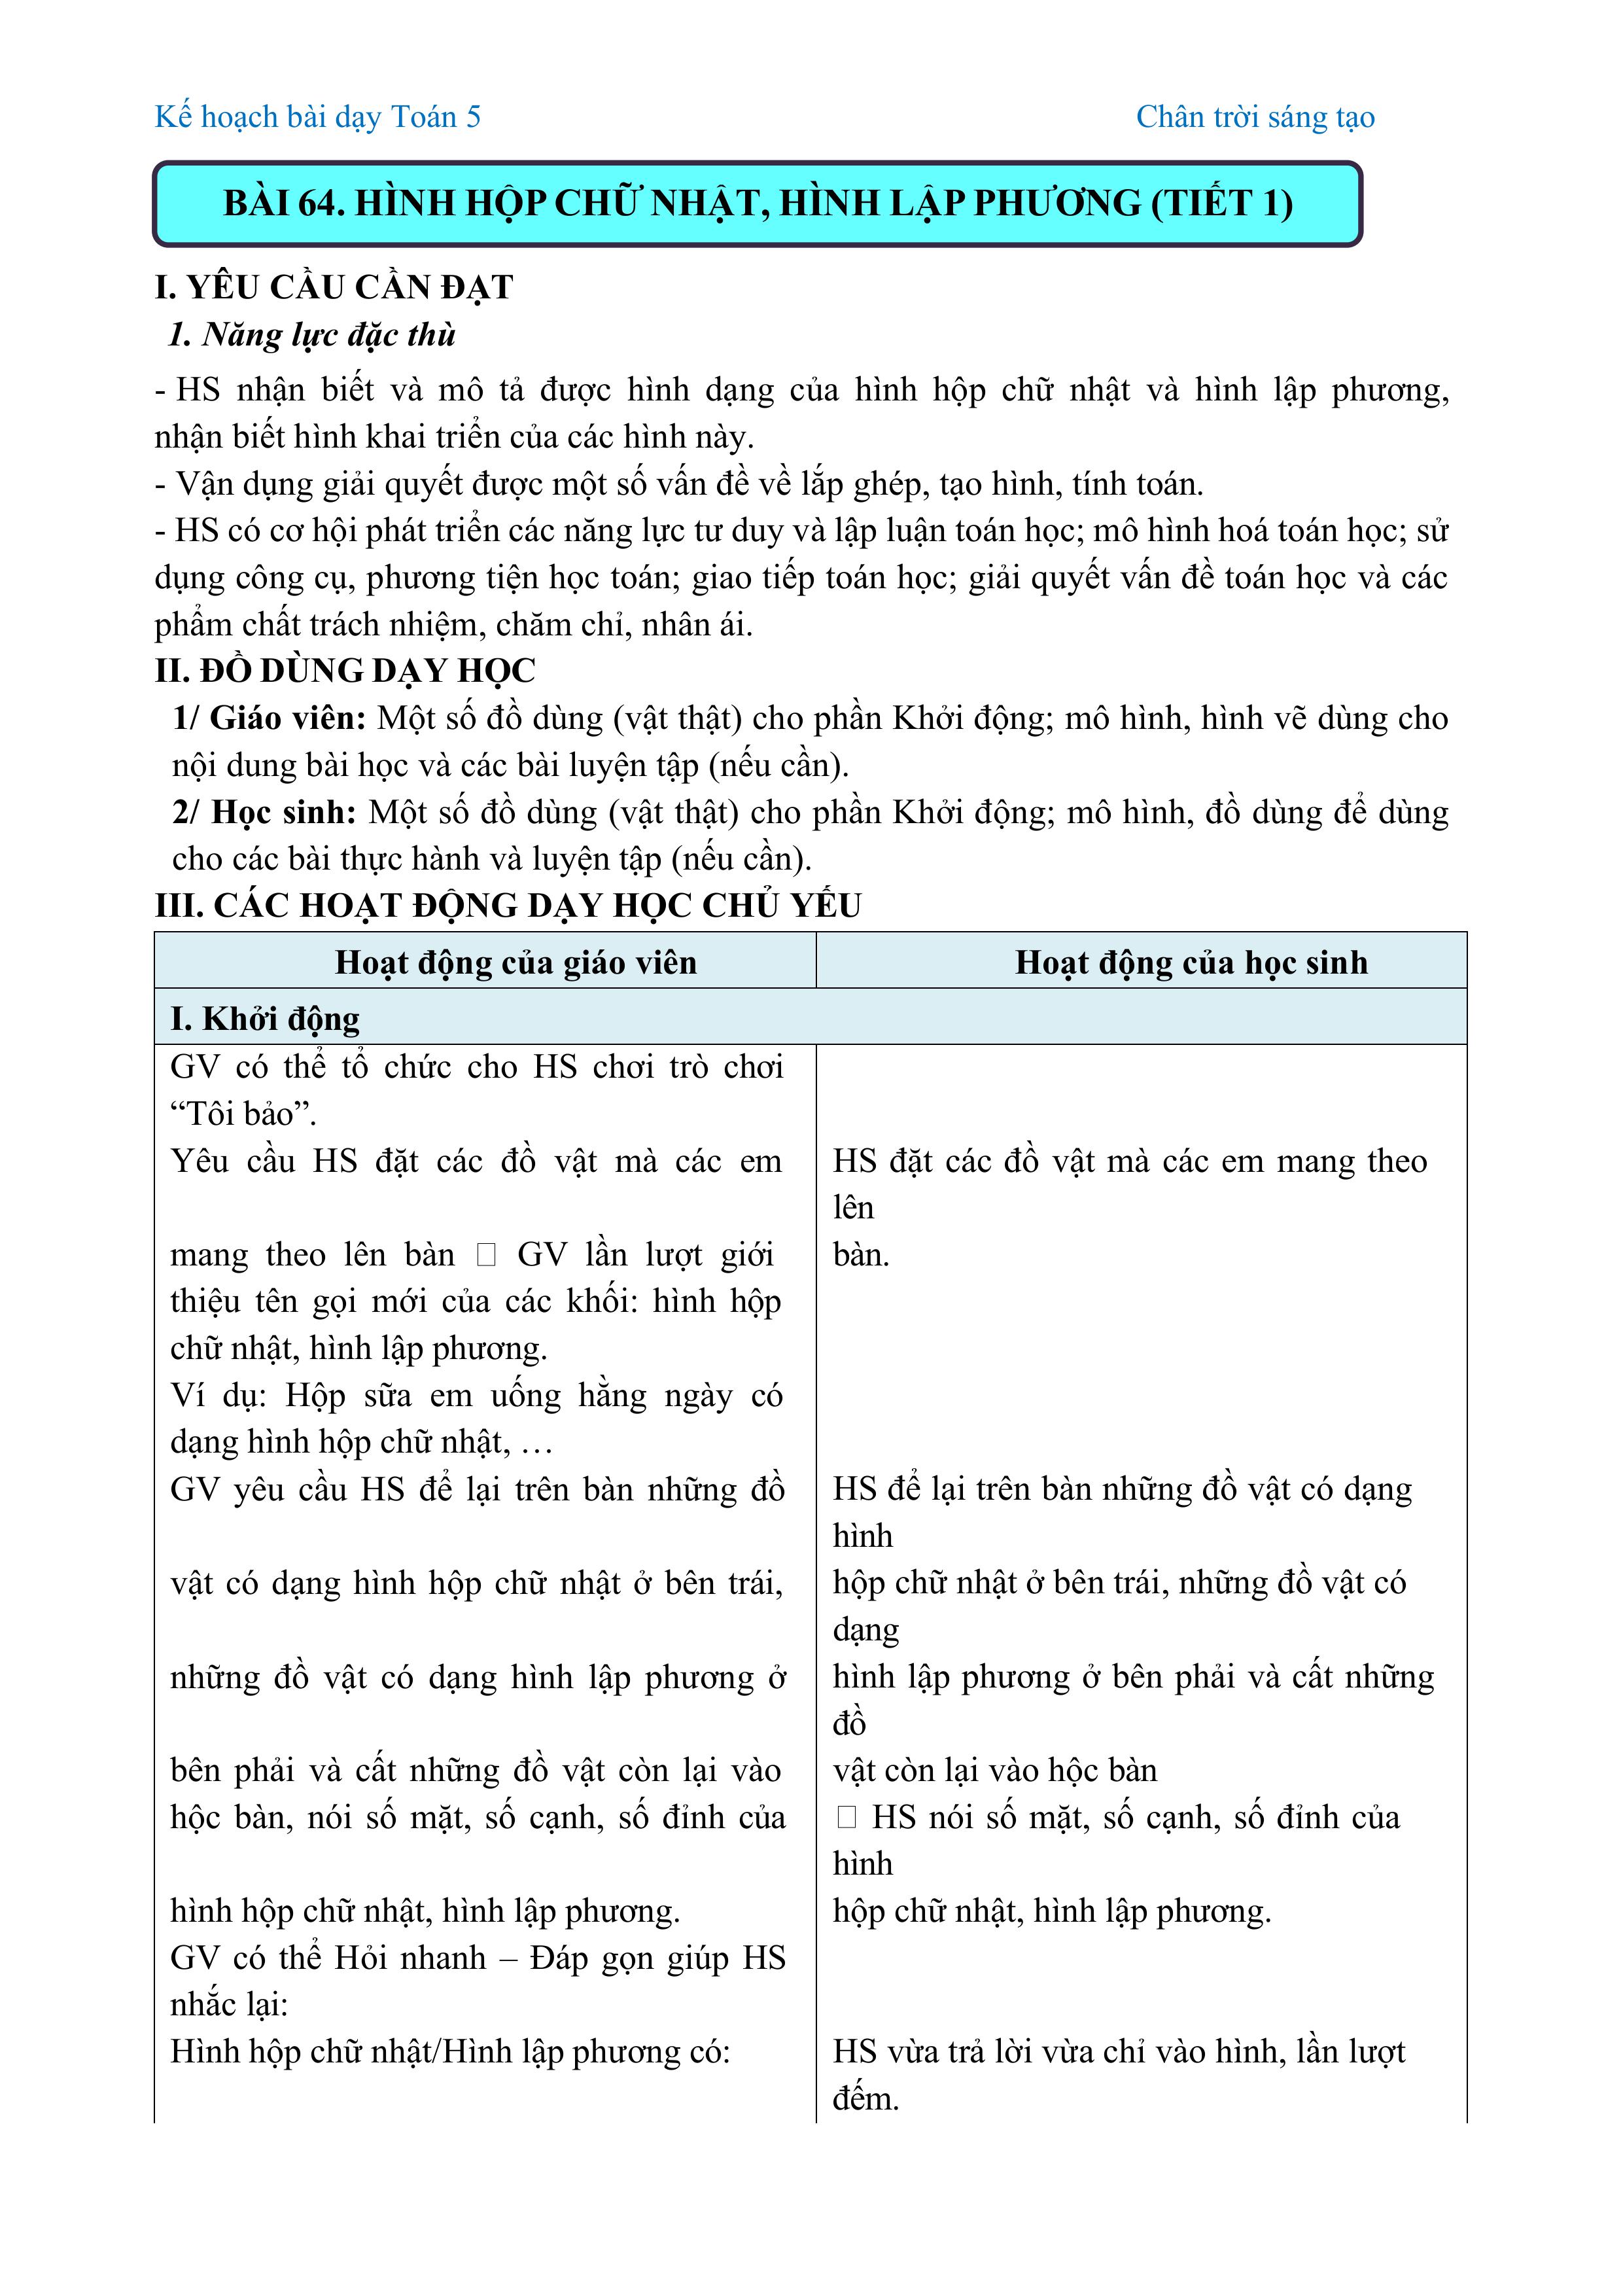 Kế hoạch bài dạy Toán 5
Chân trời sáng tạo
BÀI 64. HÌNH HỘP CHỮ NHẬT, HÌNH LẬP PHƯƠNG (TIẾT 1)
I. YÊU CẦU CẦN ĐẠT
1. Năng lực đặc thù
- HS nhận biết và mô tả được hình dạng của hình hộp chữ nhật và hình lập phương,
nhận biết hình khai triển của các hình này.
- Vận dụng giải quyết được một số vấn đề về lắp ghép, tạo hình, tính toán.
- HS có cơ hội phát triển các năng lực tư duy và lập luận toán học; mô hình hoá toán học; sử
dụng công cụ, phương tiện học toán; giao tiếp toán học; giải quyết vấn đề toán học và các
phẩm chất trách nhiệm, chăm chỉ, nhân ái.
II. ĐỒ DÙNG DẠY HỌC
1/ Giáo viên: Một số đồ dùng (vật thật) cho phần Khởi động; mô hình, hình vẽ dùng cho
nội dung bài học và các bài luyện tập (nếu cần).
2/ Học sinh: Một số đồ dùng (vật thật) cho phần Khởi động; mô hình, đồ dùng để dùng
cho các bài thực hành và luyện tập (nếu cần).
III. CÁC HOẠT ĐỘNG DẠY HỌC CHỦ YẾU
Hoạt động của giáo viên
Hoạt động của học sinh
I. Khởi động
GV có thể tổ chức cho HS chơi trò chơi
“Tôi bảo”.
Yêu cầu HS đặt các đồ vật mà các em
mang theo lên bàn □ GV lần lượt giới
thiệu tên gọi mới của các khối: hình hộp
chữ nhật, hình lập phương.
Ví dụ: Hộp sữa em uống hằng ngày có
dạng hình hộp chữ nhật, …
GV yêu cầu HS để lại trên bàn những đồ
vật có dạng hình hộp chữ nhật ở bên trái,
những đồ vật có dạng hình lập phương ở
bên phải và cất những đồ vật còn lại vào
hộc bàn, nói số mặt, số cạnh, số đỉnh của
hình hộp chữ nhật, hình lập phương.
GV có thể Hỏi nhanh – Đáp gọn giúp HS
nhắc lại:
Hình hộp chữ nhật/Hình lập phương có:
HS đặt các đồ vật mà các em mang theo
lên
bàn.
HS để lại trên bàn những đồ vật có dạng
hình
hộp chữ nhật ở bên trái, những đồ vật có
dạng
hình lập phương ở bên phải và cất những
đồ
vật còn lại vào hộc bàn
□ HS nói số mặt, số cạnh, số đỉnh của
hình
hộp chữ nhật, hình lập phương.
HS vừa trả lời vừa chỉ vào hình, lần lượt
đếm.